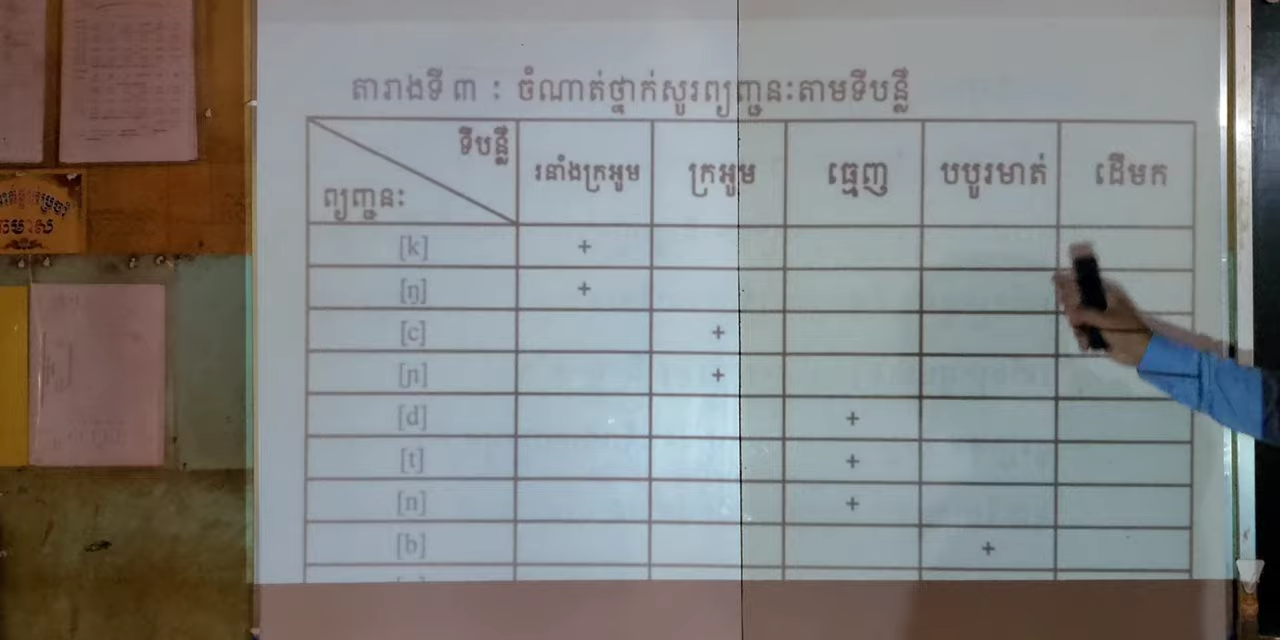 តារាងទី ៣ ៖ ចំណាត់ថ្នាក់សូរព្យញ្ជនៈតាមទីបន្លឺ
ទីបន្លឺ
ព្យញ្ជនៈ
រនាំងក្រអូម ក្រអូម ធ្មេញ បបូរមាត់ ដើមក
[k] +
[ŋ] +
[c] +
[ɲ] +
[d] +
[t] +
[n] +
[b] +